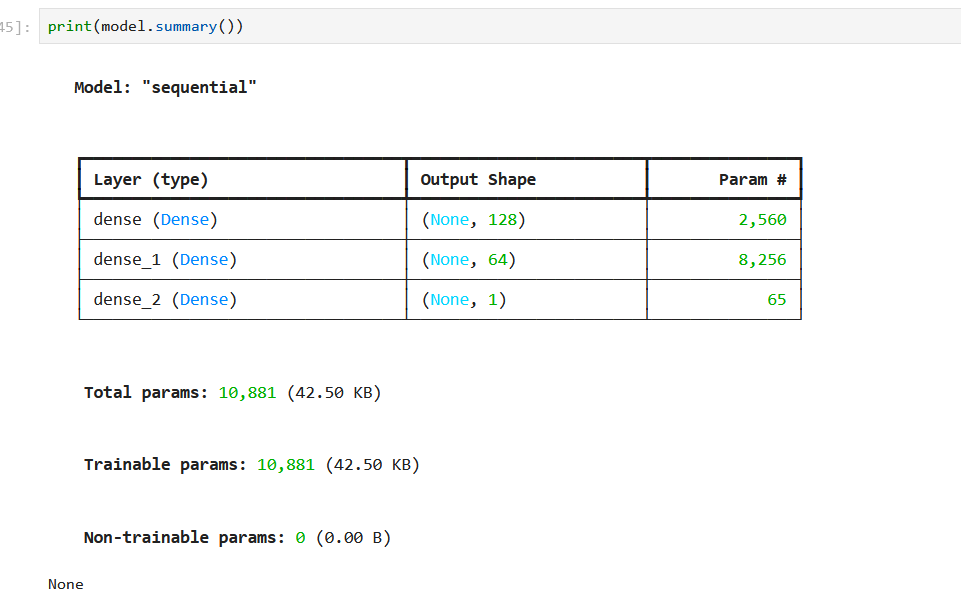 45]: print(model.summary())
Model: "sequential"
Layer (type) Output Shape Param #
dense (Dense) (None, 128) 2,560
dense_1 (Dense) (None, 64) 8,256
dense_2 (Dense) (None, 1) 65
Total params: 10,881 (42.50 KB)
Trainable params: 10,881 (42.50 KB)
Non-trainable params: 0 (0.00 B)
None